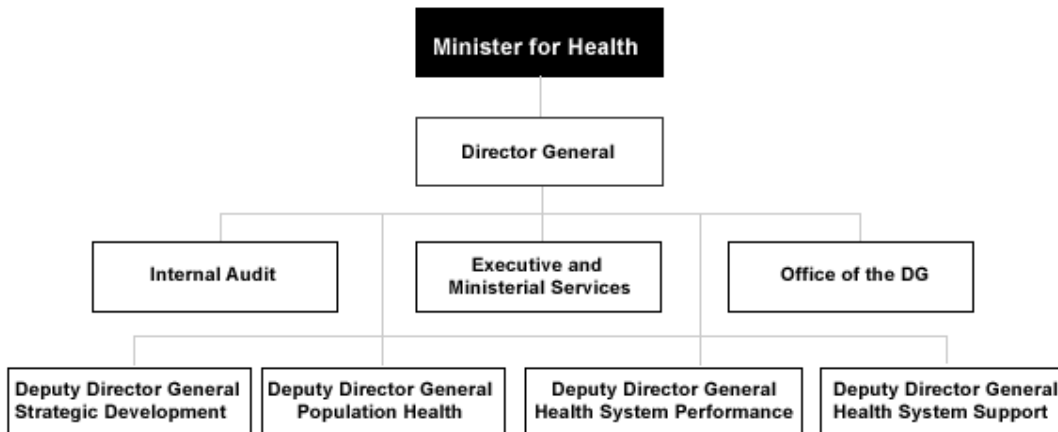 Minister for Health
Director General
Internal Audit
Executive and
Ministerial Services
Office of the DG
Deputy Director General
Strategic Development
Deputy Director General
Population Health
Deputy Director General
Health System Performance
Deputy Director General
Health System Support